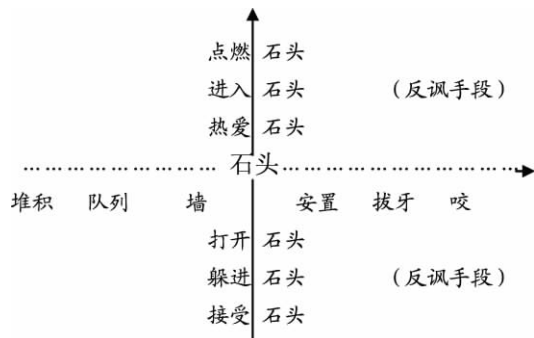 点燃 石头
进入 石头 （反讽手段）
热爱 石头
石头
堆积 队列 墙 安置 拔牙 咬
打开 石头
躲进 石头 （反讽手段）
接受 石头